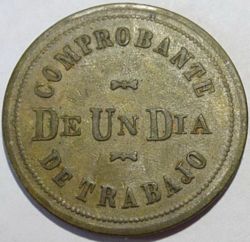 COMPROBANTE
DE UN DIA
DE TRABAJO